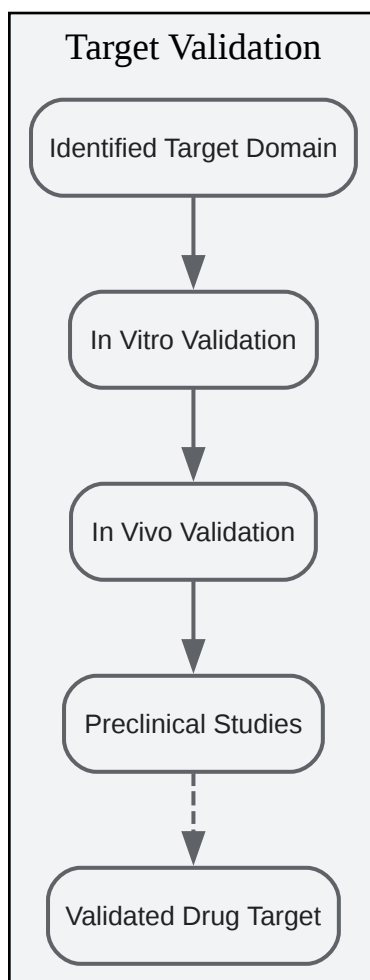 Target Validation
Identified Target Domain
In Vitro Validation
In Vivo Validation
Preclinical Studies
Validated Drug Target